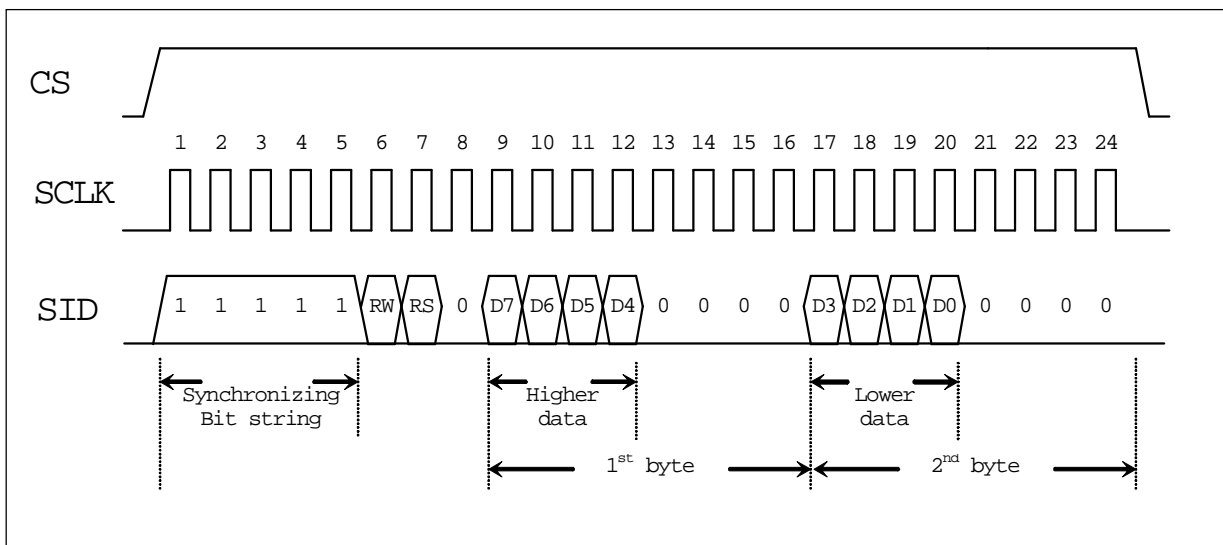 CS
1 2 3 4 5 6 7 8 9 10 11 12 13 14 15 16 17 18 19 20 21 22 23 24
SCLK
SID 1 1 1 1 1 RW RS 0 D7 D6 D5 D4 0 0 0 0 D3 D2 D1 D0 0 0 0 0
Synchronizing Higher Lower
Bit string data data
1st byte 2nd byte